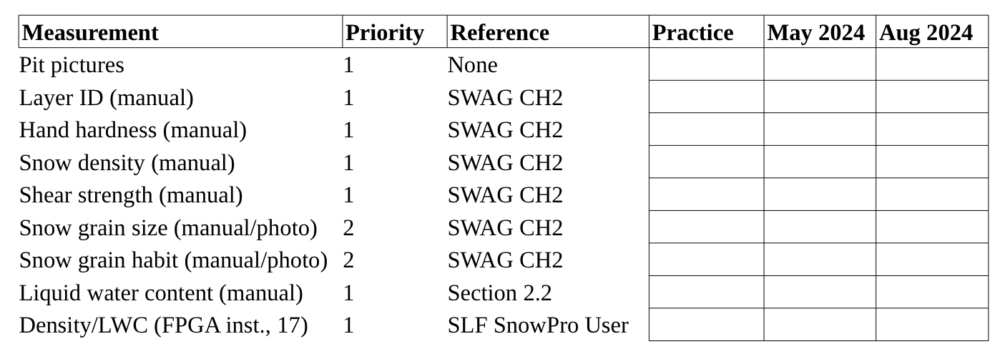 Measurement Priority Reference Practice May 2024 Aug 2024
Pit pictures 1 None
Layer ID (manual) 1 SWAG CH2
Hand hardness (manual) 1 SWAG CH2
Snow density (manual) 1 SWAG CH2
Shear strength (manual) 1 SWAG CH2
Snow grain size (manual/photo) 2 SWAG CH2
Snow grain habit (manual/photo) 2 SWAG CH2
Liquid water content (manual) 1 Section 2.2
Density/LWC (FPGA inst., 17) 1 SLF SnowPro User